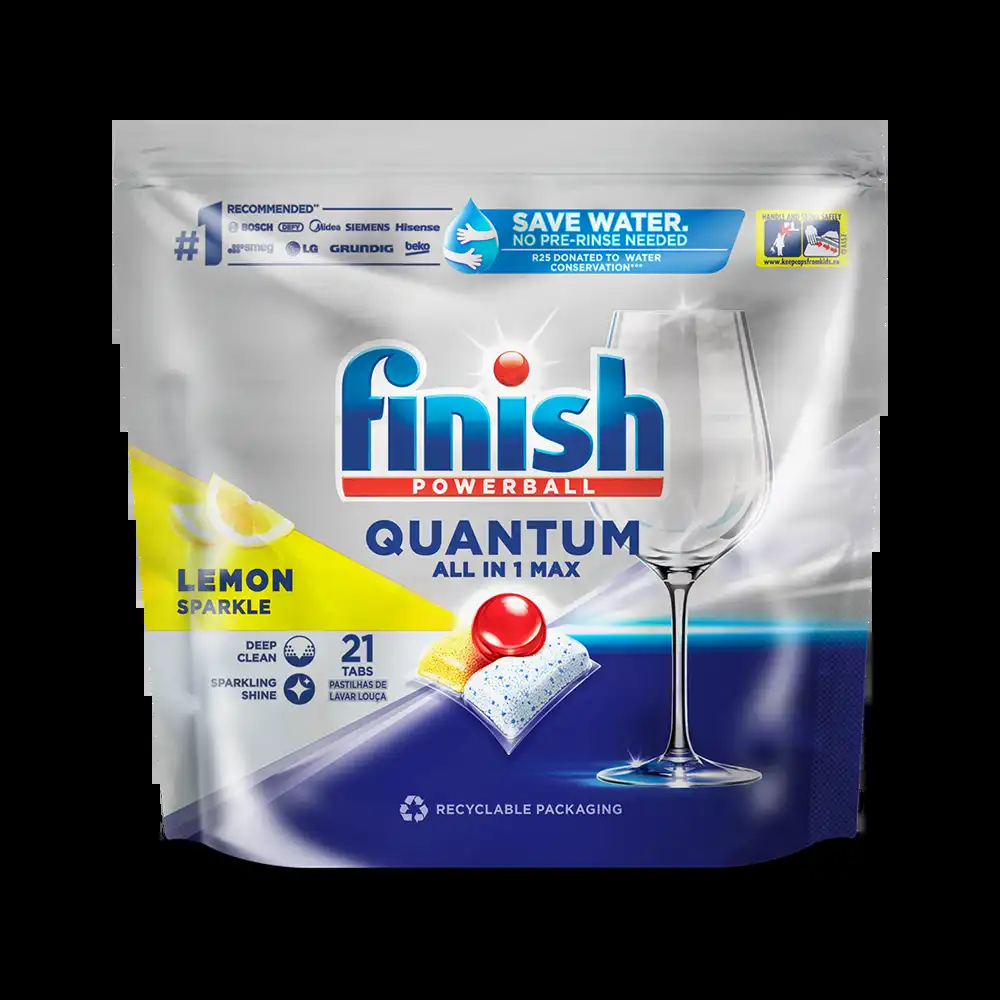 #1
RECOMMENDED**
BOSCH DEFY Midea SIEMENS Hisense
smeg LG GRUNDIG beko
SAVE WATER.
NO PRE-RINSE NEEDED
R25 DONATED TO WATER
CONSERVATION***
HANDLE AND STORE SAFELY
www.keepcapsfromkids.eu
finish
POWERBALL
QUANTUM
ALL IN 1 MAX
LEMON
SPARKLE
DEEP
CLEAN
SPARKLING
SHINE
21
TABS
PASTILHAS DE
LAVAR LOUÇA
RECYCLABLE PACKAGING